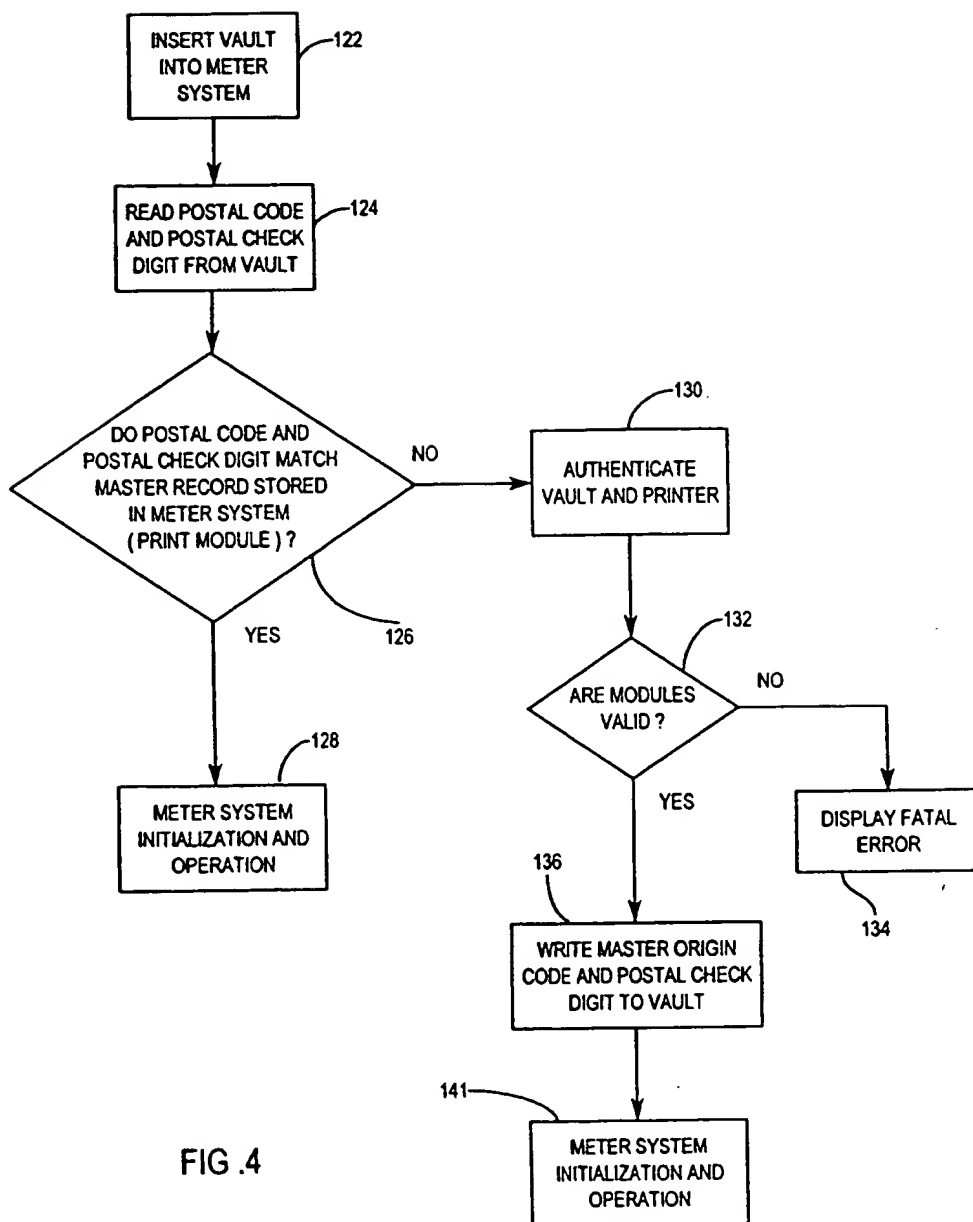 INSERT VAULT
INTO METER
SYSTEM
122
READ POSTAL CODE
AND POSTAL CHECK
DIGIT FROM VAULT
124
DO POSTAL CODE AND
POSTAL CHECK DIGIT MATCH
MASTER RECORD STORED
IN METER SYSTEM
( PRINT MODULE ) ?
126
NO
YES
130
AUTHENTICATE
VAULT AND PRINTER
132
ARE MODULES
VALID ?
NO
YES
128
METER SYSTEM
INITIALIZATION AND
OPERATION
DISPLAY FATAL
ERROR
134
136
WRITE MASTER ORIGIN
CODE AND POSTAL CHECK
DIGIT TO VAULT
141
METER SYSTEM
INITIALIZATION AND
OPERATION
FIG .4